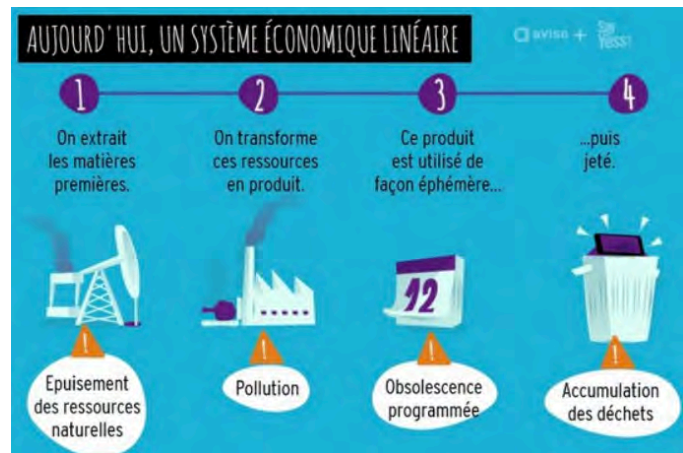 AUJOURD'HUI, UN SYSTÈME ÉCONOMIQUE LINÉAIRE
avise + Say Yess!
1
On extrait
les matières
premières.
2
On transforme
ces ressources
en produit.
3
Ce produit
est utilisé de
façon éphémère...
4
...puis
jeté.
12
!
Epuisement
des ressources
naturelles
!
Pollution
!
Obsolescence
programmée
!
Accumulation
des déchets